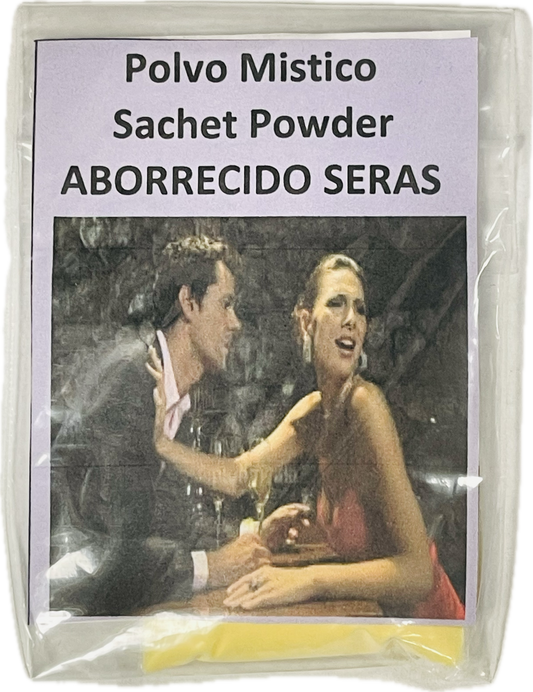 Polvo Mistico
Sachet Powder
ABORRECIDO SERAS